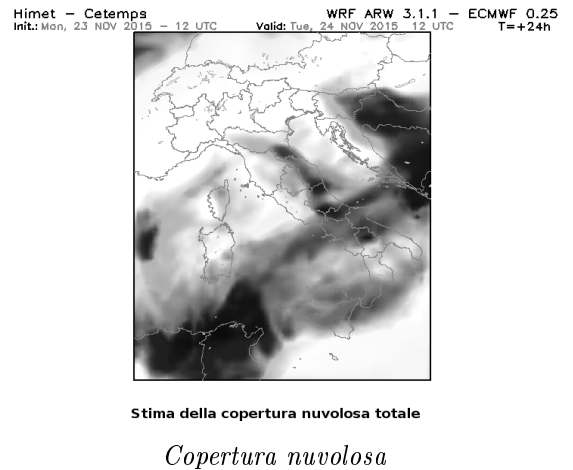 Himet – Cetemps WRF ARW 3.1.1 – ECMWF 0.25
Init.: Mon, 23 NOV 2015 – 12 UTC Valid: Tue, 24 NOV 2015 12 UTC T=+24h
Stima della copertura nuvolosa totale
Copertura nuvolosa